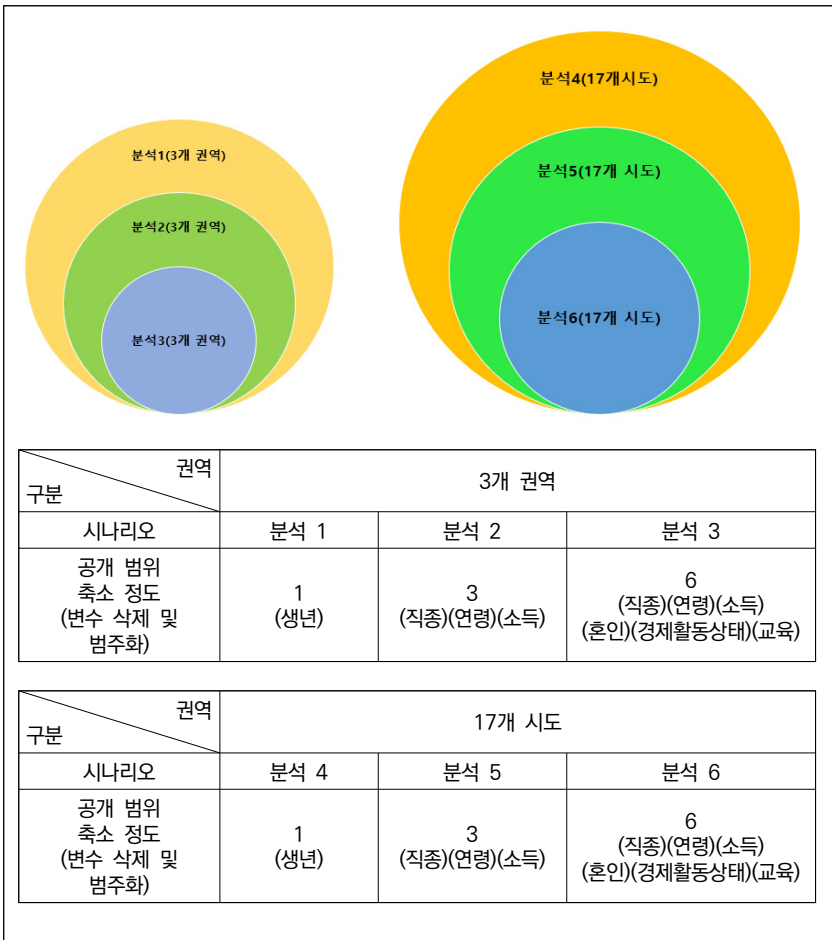 분석4(17개시도)
분석1(3개 권역)
분석5(17개 시도)
분석2(3개 권역)
분석6(17개 시도)
분석3(3개 권역)
권역
구분
3개 권역
시나리오
분석 1
분석 2
분석 3
공개 범위
축소 정도
(변수 삭제 및
범주화)
1
(생년)
3
(직종)(연령)(소득)
6
(직종)(연령)(소득)
(혼인)(경제활동상태)(교육)
권역
구분
17개 시도
시나리오
분석 4
분석 5
분석 6
공개 범위
축소 정도
(변수 삭제 및
범주화)
1
(생년)
3
(직종)(연령)(소득)
6
(직종)(연령)(소득)
(혼인)(경제활동상태)(교육)